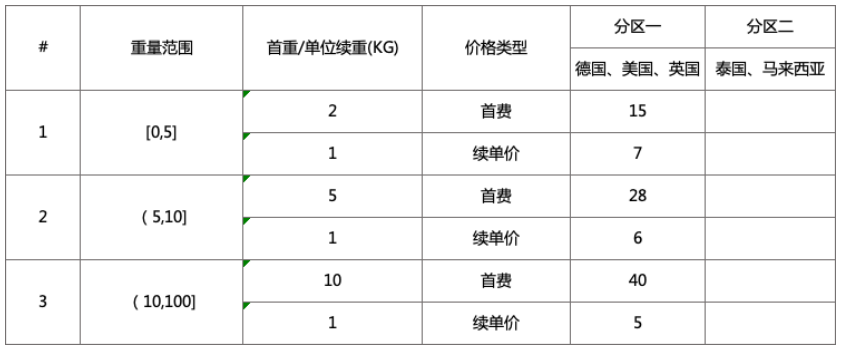 # 重量范围 首重/单位续重(KG) 价格类型 分区一 分区二
德国、美国、英国 泰国、马来西亚
1 [0,5] 2 首费 15
1 续单价 7
2 （5,10] 5 首费 28
1 续单价 6
3 （10,100] 10 首费 40
1 续单价 5